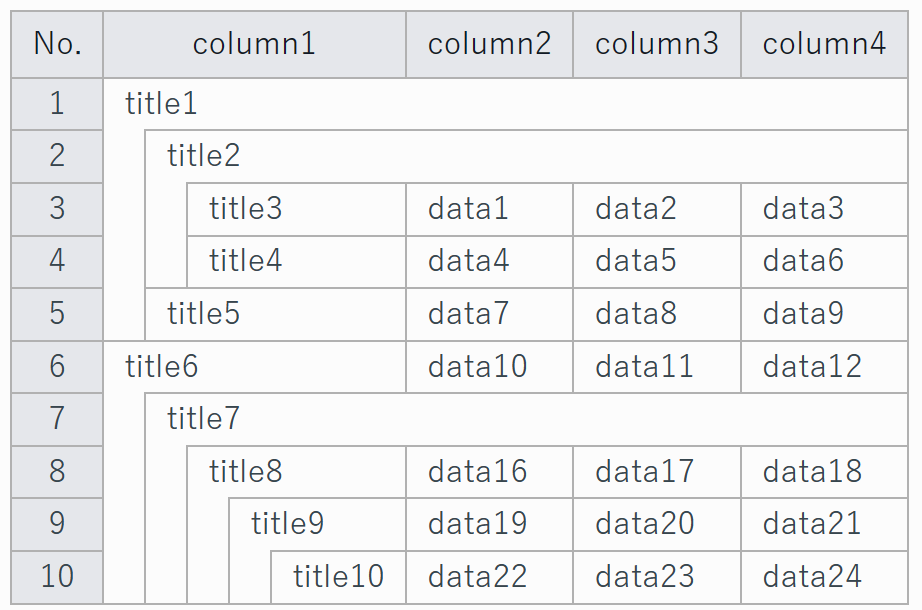 No. column1 column2 column3 column4
1 title1
2 title2
3 title3 data1 data2 data3
4 title4 data4 data5 data6
5 title5 data7 data8 data9
6 title6 data10 data11 data12
7 title7
8 title8 data16 data17 data18
9 title9 data19 data20 data21
10 title10 data22 data23 data24